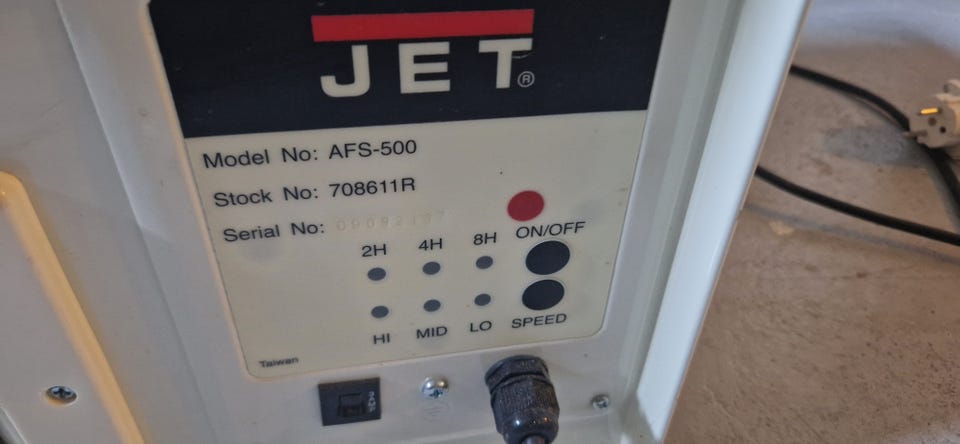 JET®
Model No: AFS-500
Stock No: 708611R
Serial No:
2H 4H 8H ON/OFF
HI MID LO SPEED
Taiwan